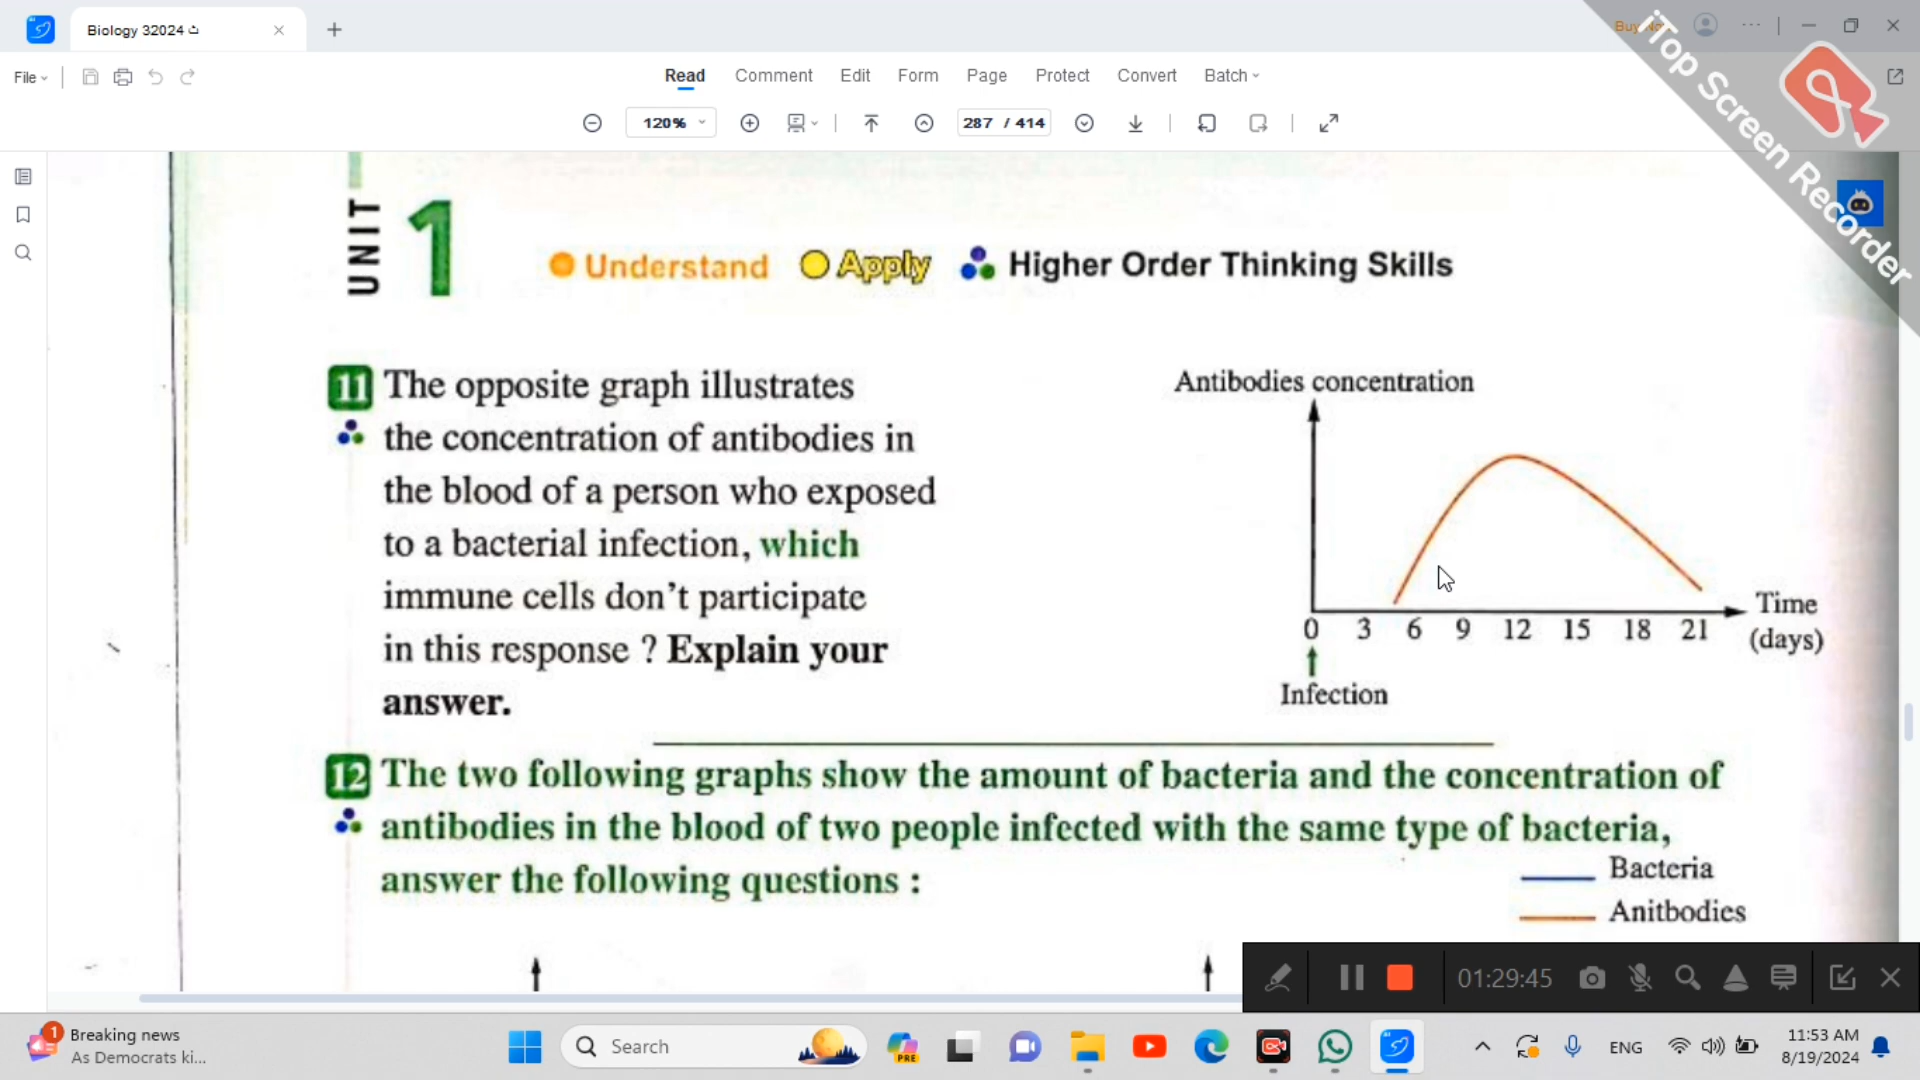 Biology 32024 ث
Buy No
iTop Screen Recorder
File
Read Comment Edit Form Page Protect Convert Batch
120%
287 / 414
UNIT 1
Understand Apply Higher Order Thinking Skills
11 The opposite graph illustrates
the concentration of antibodies in
the blood of a person who exposed
to a bacterial infection, which
immune cells don't participate
in this response ? Explain your
answer.
Antibodies concentration
0 3 6 9 12 15 18 21
Time
(days)
Infection
12 The two following graphs show the amount of bacteria and the concentration of
antibodies in the blood of two people infected with the same type of bacteria,
answer the following questions :
Bacteria
Anitbodies
01:29:45
1
Breaking news
As Democrats ki...
Search
PRE
ENG
11:53 AM
8/19/2024